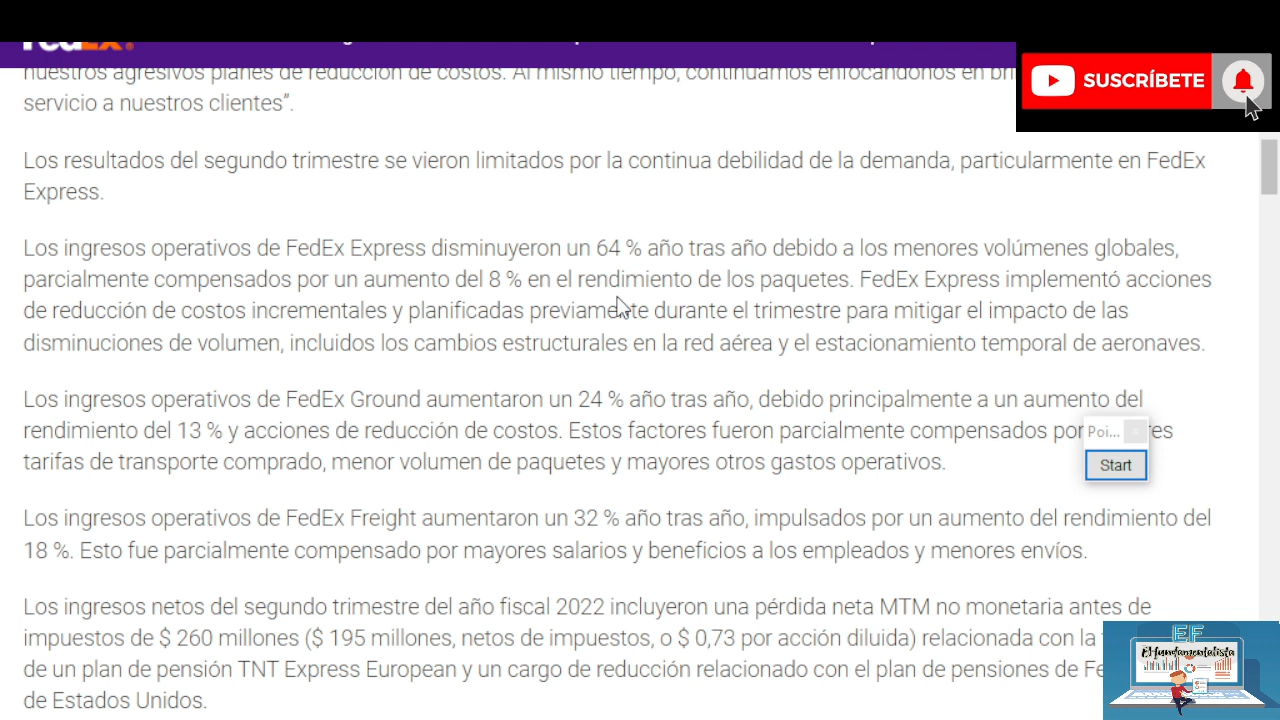 FedEx
nuestros agresivos planes de reducción de costos. Al mismo tiempo, continuamos enfocándonos en
servicio a nuestros clientes”.
SUSCRÍBETE
Los resultados del segundo trimestre se vieron limitados por la continua debilidad de la demanda, particularmente en FedEx
Express.
Los ingresos operativos de FedEx Express disminuyeron un 64 % año tras año debido a los menores volúmenes globales,
parcialmente compensados por un aumento del 8 % en el rendimiento de los paquetes. FedEx Express implementó acciones
de reducción de costos incrementales y planificadas previamente durante el trimestre para mitigar el impacto de las
disminuciones de volumen, incluidos los cambios estructurales en la red aérea y el estacionamiento temporal de aeronaves.
Los ingresos operativos de FedEx Ground aumentaron un 24 % año tras año, debido principalmente a un aumento del
rendimiento del 13 % y acciones de reducción de costos. Estos factores fueron parcialmente compensados por
tarifas de transporte comprado, menor volumen de paquetes y mayores otros gastos operativos.
Poi...
Start
Los ingresos operativos de FedEx Freight aumentaron un 32 % año tras año, impulsados por un aumento del rendimiento del
18 %. Esto fue parcialmente compensado por mayores salarios y beneficios a los empleados y menores envíos.
Los ingresos netos del segundo trimestre del año fiscal 2022 incluyeron una pérdida neta MTM no monetaria antes de
impuestos de $ 260 millones ($ 195 millones, netos de impuestos, o $ 0,73 por acción diluida) relacionada con la
de un plan de pensión TNT Express European y un cargo de reducción relacionado con el plan de pensiones de
de Estados Unidos.
EF
El fundamentalista